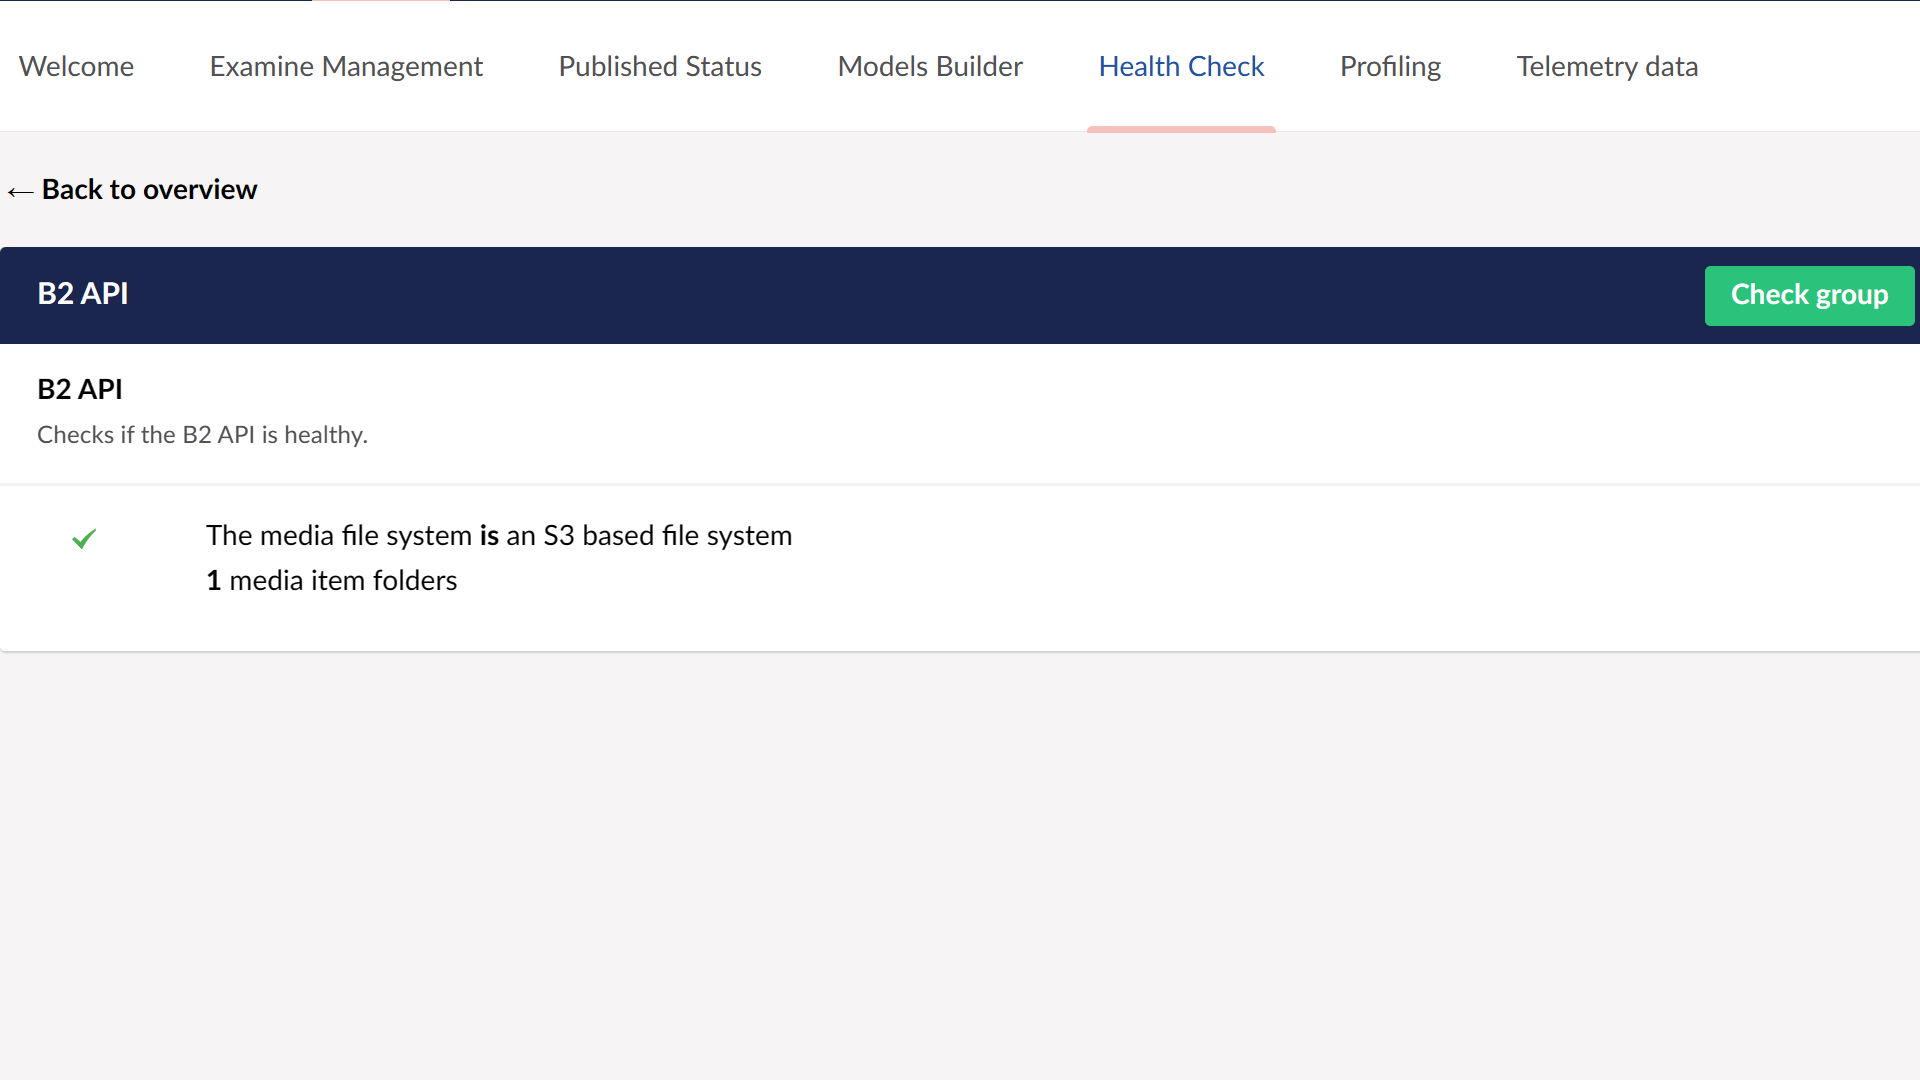 Welcome Examine Management Published Status Models Builder Health Check Profiling Telemetry data
← Back to overview
B2 API Check group
B2 API
Checks if the B2 API is healthy.
The media file system is an S3 based file system
1 media item folders